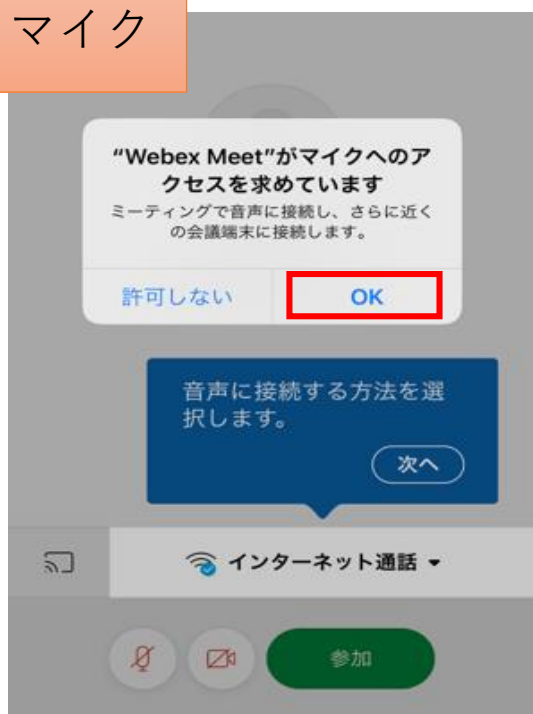 マイク
“Webex Meet”がマイクへのア
クセスを求めています
ミーティングで音声に接続し、さらに近く
の会議端末に接続します。
許可しない
OK
音声に接続する方法を選
択します。
次へ
インターネット通話
参加